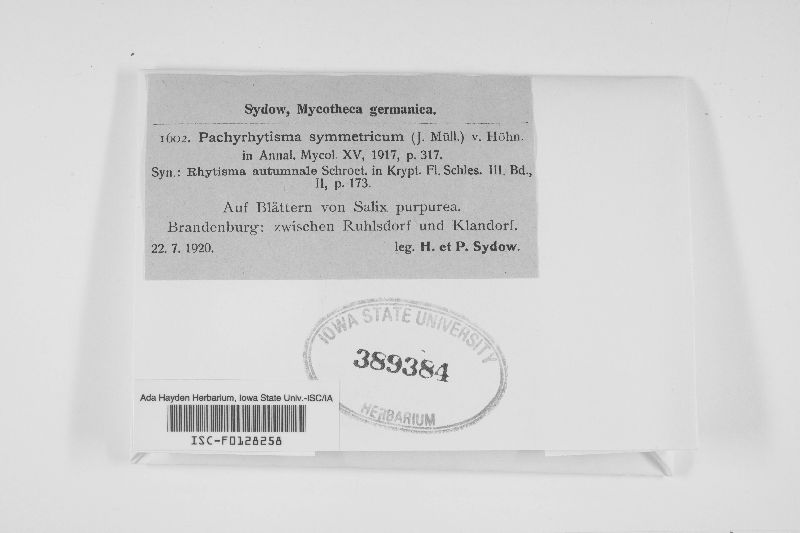 Sydow, Mycotheca germanica.
1602. Pachyrhytisma symmetricum (J. Müll.) v. Höhn.
in Annal. Mycol. XV, 1917, p. 317.
Syn.: Rhytisma autumnale Schroet. in Krypt. Fl. Schles. III. Bd.,
II, p. 173.
Auf Blättern von Salix purpurea.
Brandenburg: zwischen Ruhlsdorf und Klandorf.
22. 7. 1920. leg. H. et P. Sydow.
IOWA STATE UNIVERSITY
389384
HERBARIUM
Ada Hayden Herbarium, Iowa State Univ.-ISC/IA
ISC-F0128258